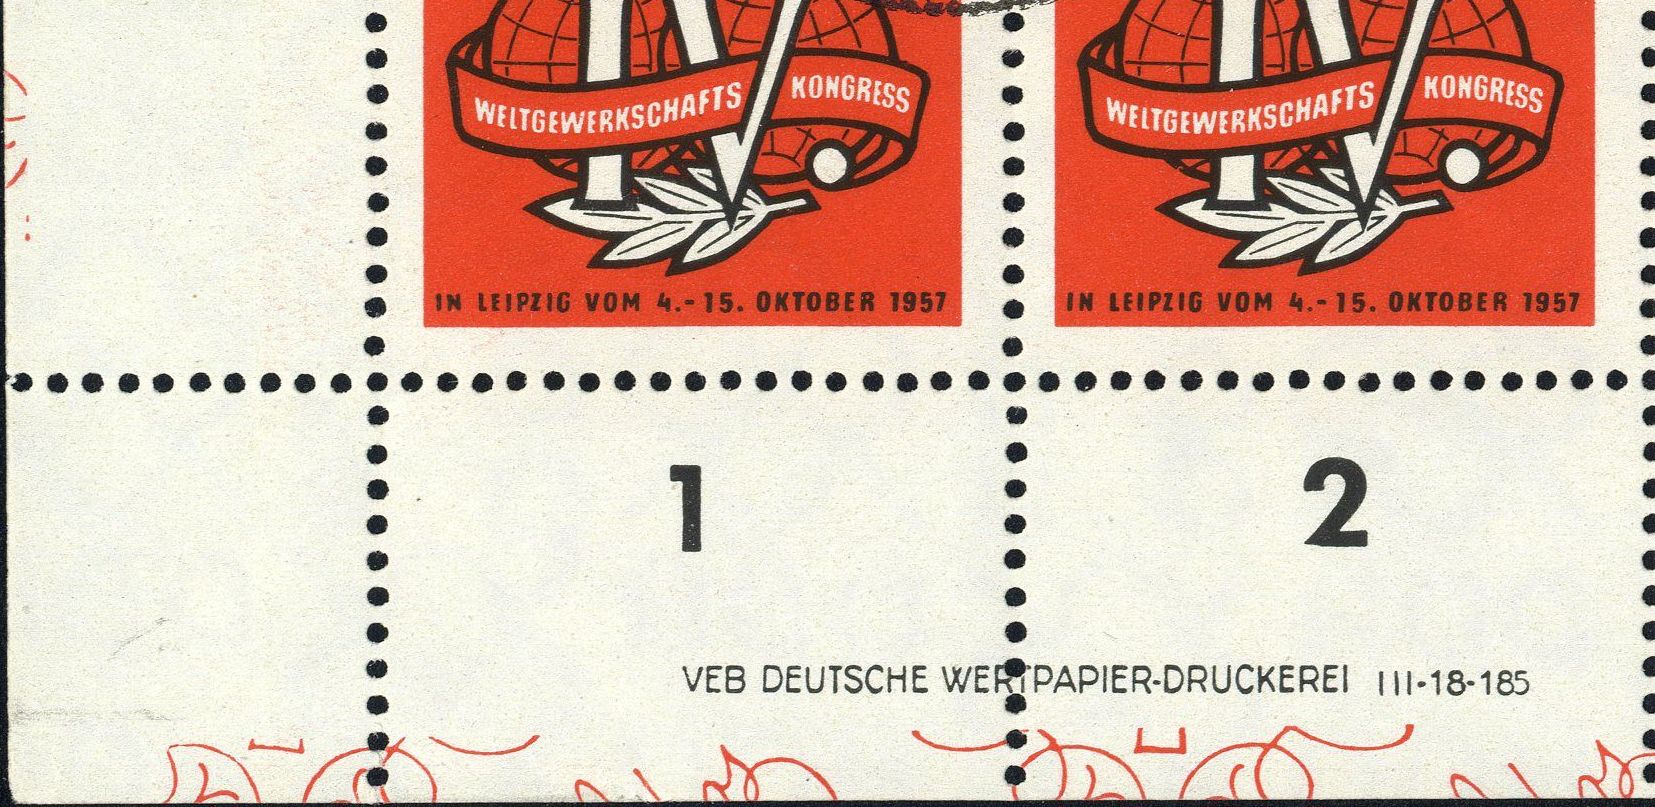 WELTGEWERKSCHAFTS KONGRESS
IN LEIPZIG VOM 4.-15. OKTOBER 1957
WELTGEWERKSCHAFTS KONGRESS
IN LEIPZIG VOM 4.-15. OKTOBER 1957
1
2
VEB DEUTSCHE WERTPAPIER-DRUCKEREI III-18-185